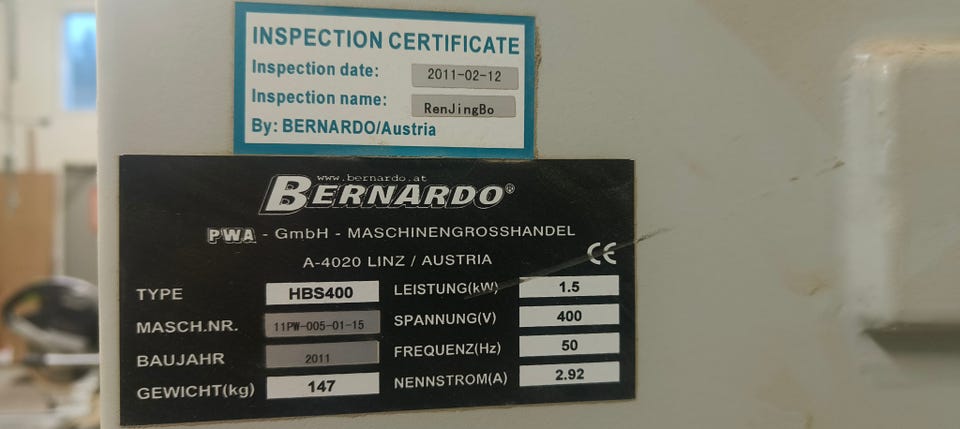 INSPECTION CERTIFICATE
Inspection date: 2011-02-12
Inspection name: RenJingBo
By: BERNARDO/Austria
www.bernardo.at
BERNARDO®
PWA - GmbH - MASCHINENGROSSHANDEL
A-4020 LINZ / AUSTRIA
CE
TYPE HBS400 LEISTUNG(kW) 1.5
MASCH.NR. 11PW-005-01-15 SPANNUNG(V) 400
BAUJAHR 2011 FREQUENZ(Hz) 50
GEWICHT(kg) 147 NENNSTROM(A) 2.92